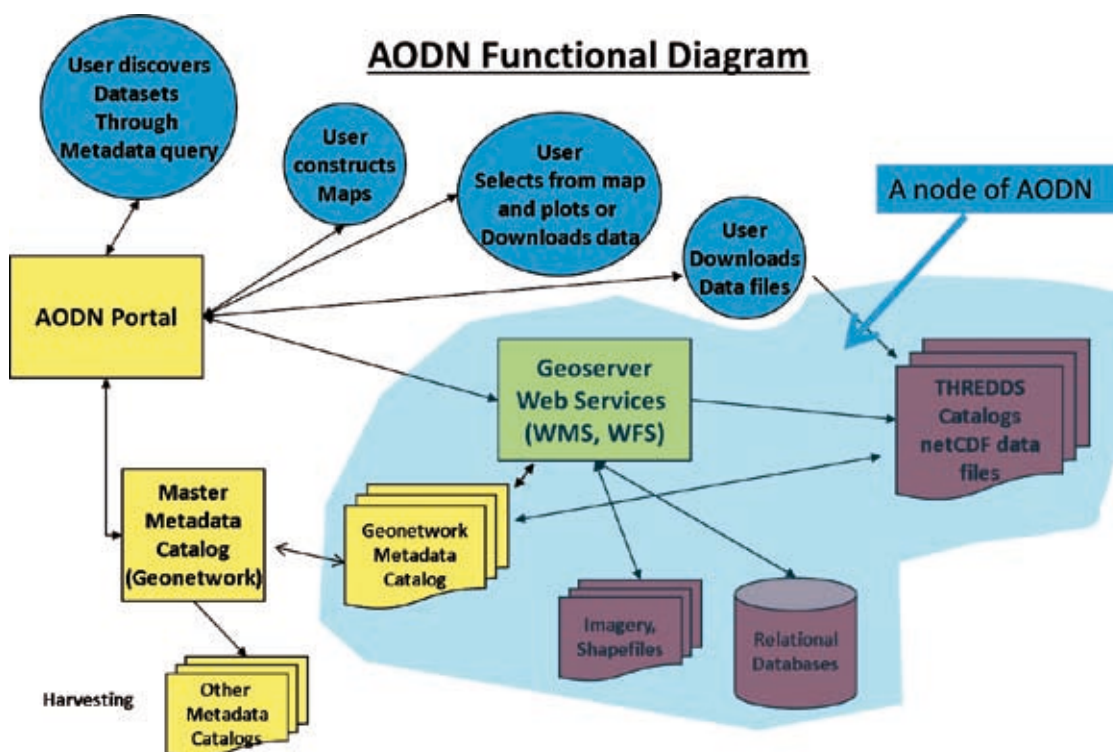 AODN Functional Diagram
User discovers
Datasets
Through
Metadata query
User
constructs
Maps
User
Selects from map
and plots or
Downloads data
User
Downloads
Data files
A node of AODN
AODN Portal
Geoserver
Web Services
(WMS, WFS)
THREDDS
Catalogs
netCDF data
files
Master
Metadata
Catalog
(Geonetwork)
Geonetwork
Metadata
Catalog
Imagery,
Shapefiles
Relational
Databases
Harvesting
Other
Metadata
Catalogs